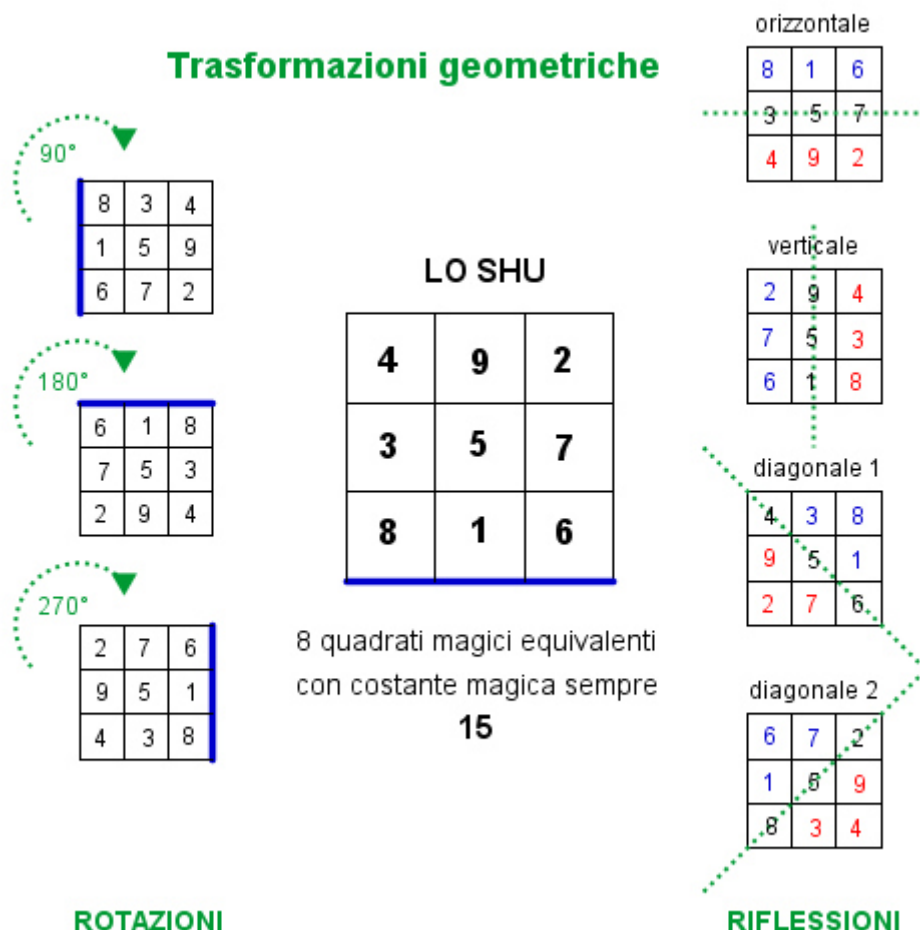 Trasformazioni geometriche
90°
8 3 4
1 5 9
6 7 2
180°
6 1 8
7 5 3
2 9 4
270°
2 7 6
9 5 1
4 3 8
ROTAZIONI
LO SHU
4 9 2
3 5 7
8 1 6
8 quadrati magici equivalenti
con costante magica sempre
15
orizzontale
8 1 6
3 5 7
4 9 2
verticale
2 9 4
7 5 3
6 1 8
diagonale 1
4 3 8
9 5 1
2 7 6
diagonale 2
6 7 2
1 5 9
8 3 4
RIFLESSIONI